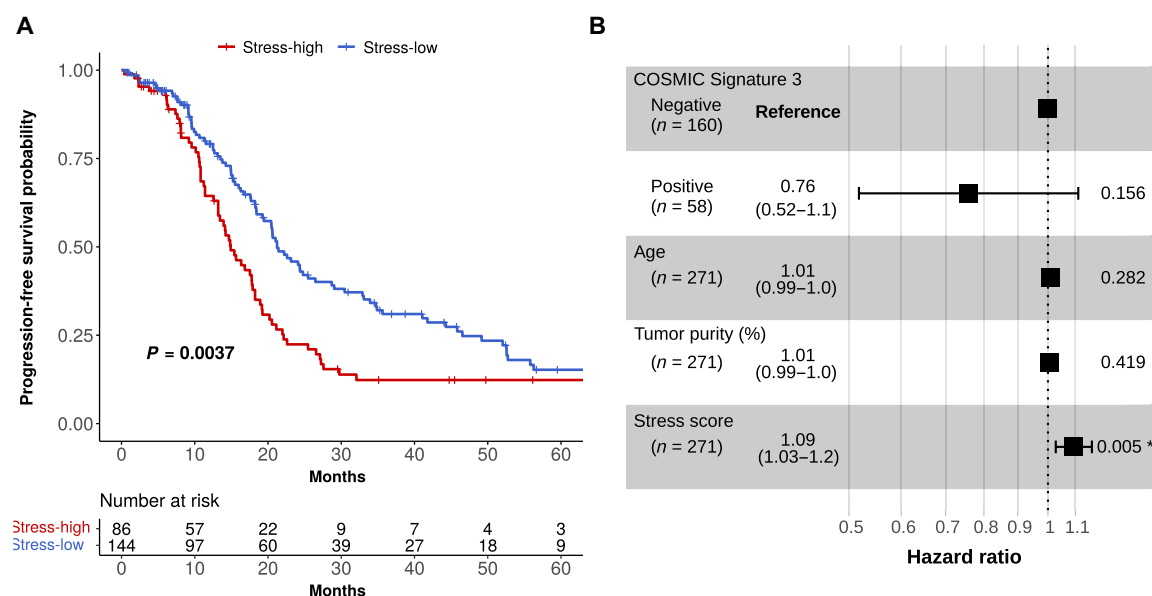 A
Stress-high Stress-low
Progression-free survival probability
1.00
0.75
0.50
0.25
0.00
P = 0.0037
0 10 20 30 40 50 60
Months
Number at risk
Stress-high 86 57 22 9 7 4 3
Stress-low 144 97 60 39 27 18 9
0 10 20 30 40 50 60
Months
B
COSMIC Signature 3
Negative
(n = 160)
Reference
Positive
(n = 58)
0.76
(0.52–1.1)
0.156
Age
(n = 271)
1.01
(0.99–1.0)
0.282
Tumor purity (%)
(n = 271)
1.01
(0.99–1.0)
0.419
Stress score
(n = 271)
1.09
(1.03–1.2)
0.005 *
0.5 0.6 0.7 0.8 0.9 1 1.1
Hazard ratio